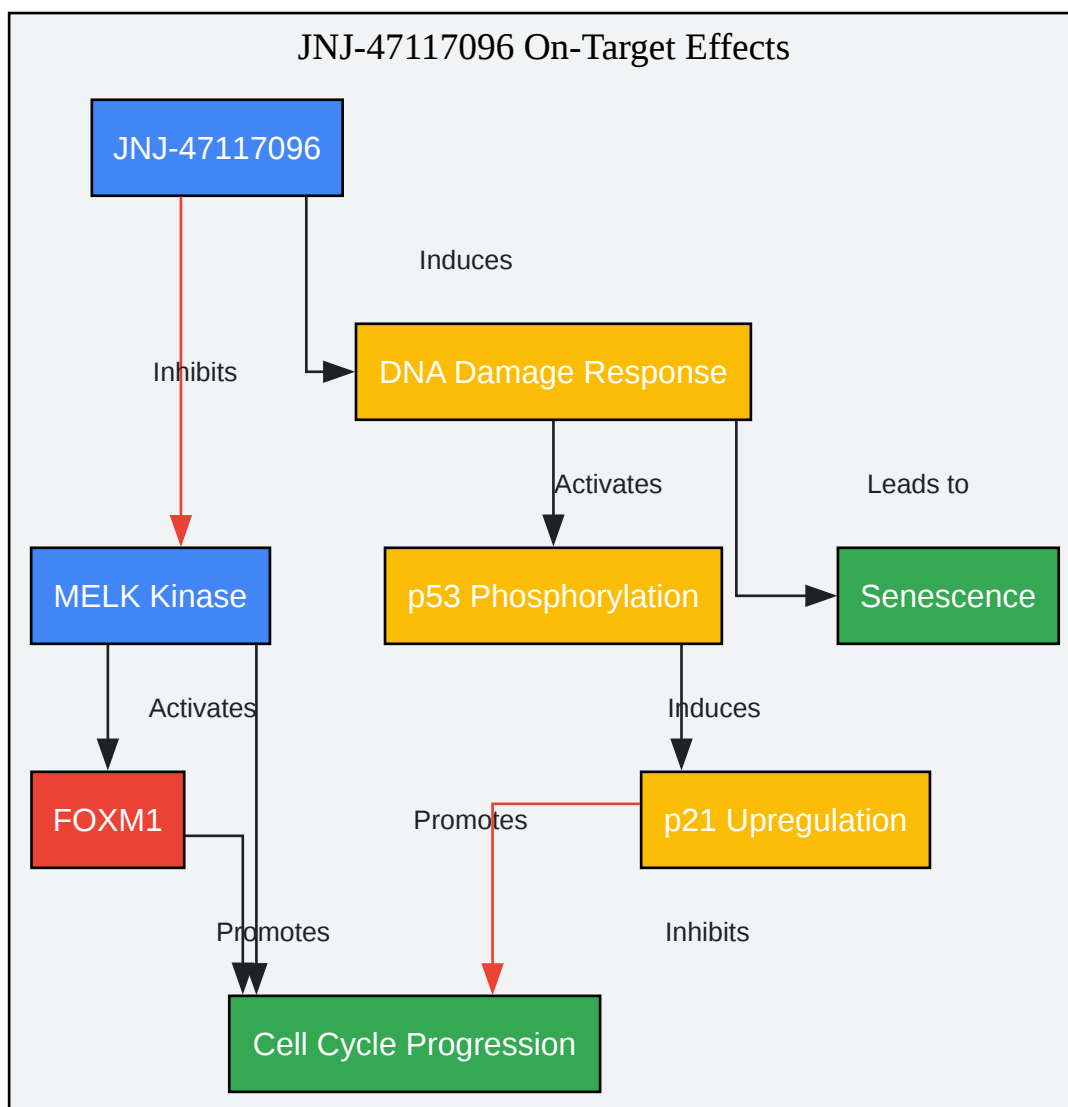 JNJ-47117096 On-Target Effects
JNJ-47117096
Induces
Inhibits
DNA Damage Response
Activates
Leads to
MELK Kinase
p53 Phosphorylation
Senescence
Activates
Induces
FOXM1
Promotes
p21 Upregulation
Promotes
Inhibits
Cell Cycle Progression